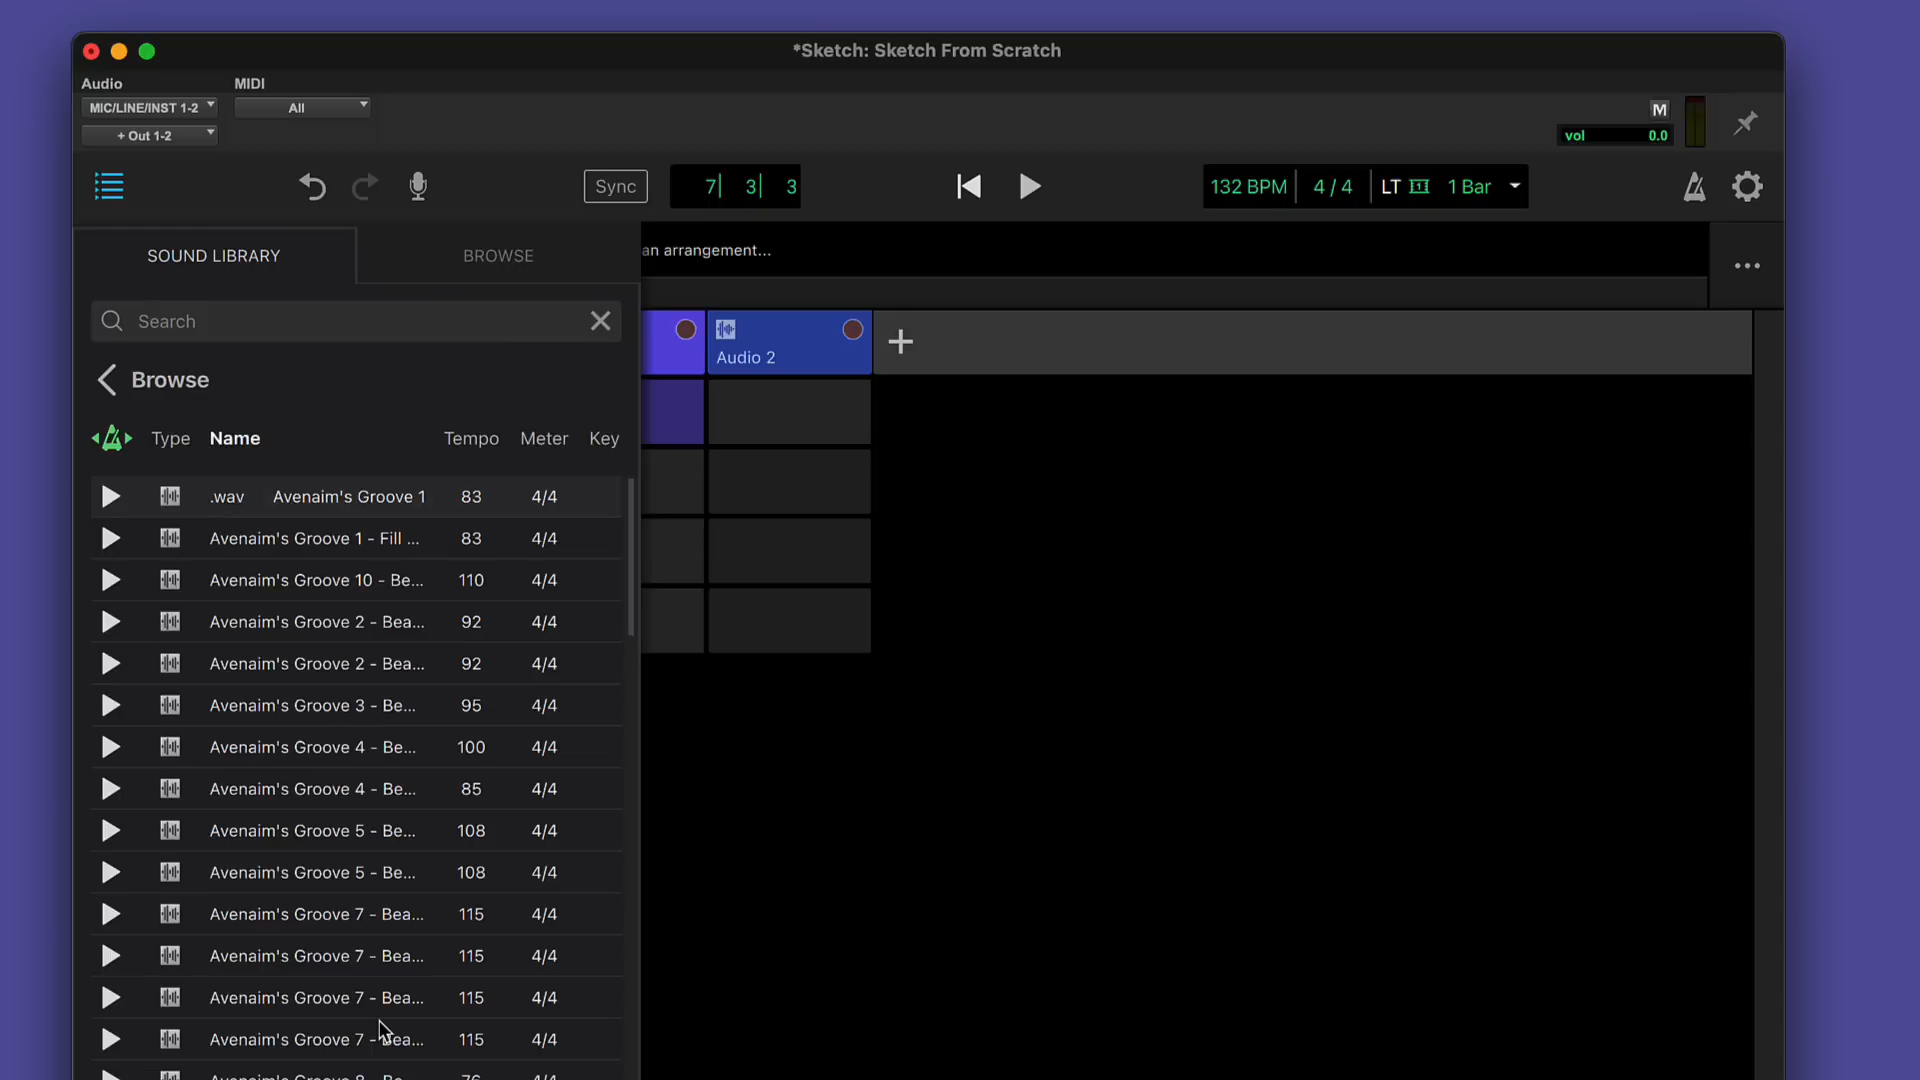 *Sketch: Sketch From Scratch
Audio MIDI
MIC/LINE/INST 1-2 All M
+ Out 1-2 vol 0.0
Sync 7| 3| 3 132 BPM 4/4 LT 1 Bar
SOUND LIBRARY BROWSE an arrangement...
Search
Audio 2
Browse
Type Name Tempo Meter Key
.wav Avenaim's Groove 1 83 4/4
Avenaim's Groove 1 - Fill ... 83 4/4
Avenaim's Groove 10 - Be... 110 4/4
Avenaim's Groove 2 - Bea... 92 4/4
Avenaim's Groove 2 - Bea... 92 4/4
Avenaim's Groove 3 - Be... 95 4/4
Avenaim's Groove 4 - Be... 100 4/4
Avenaim's Groove 4 - Be... 85 4/4
Avenaim's Groove 5 - Be... 108 4/4
Avenaim's Groove 5 - Be... 108 4/4
Avenaim's Groove 7 - Bea... 115 4/4
Avenaim's Groove 7 - Bea... 115 4/4
Avenaim's Groove 7 - Bea... 115 4/4
Avenaim's Groove 7 - Bea... 115 4/4